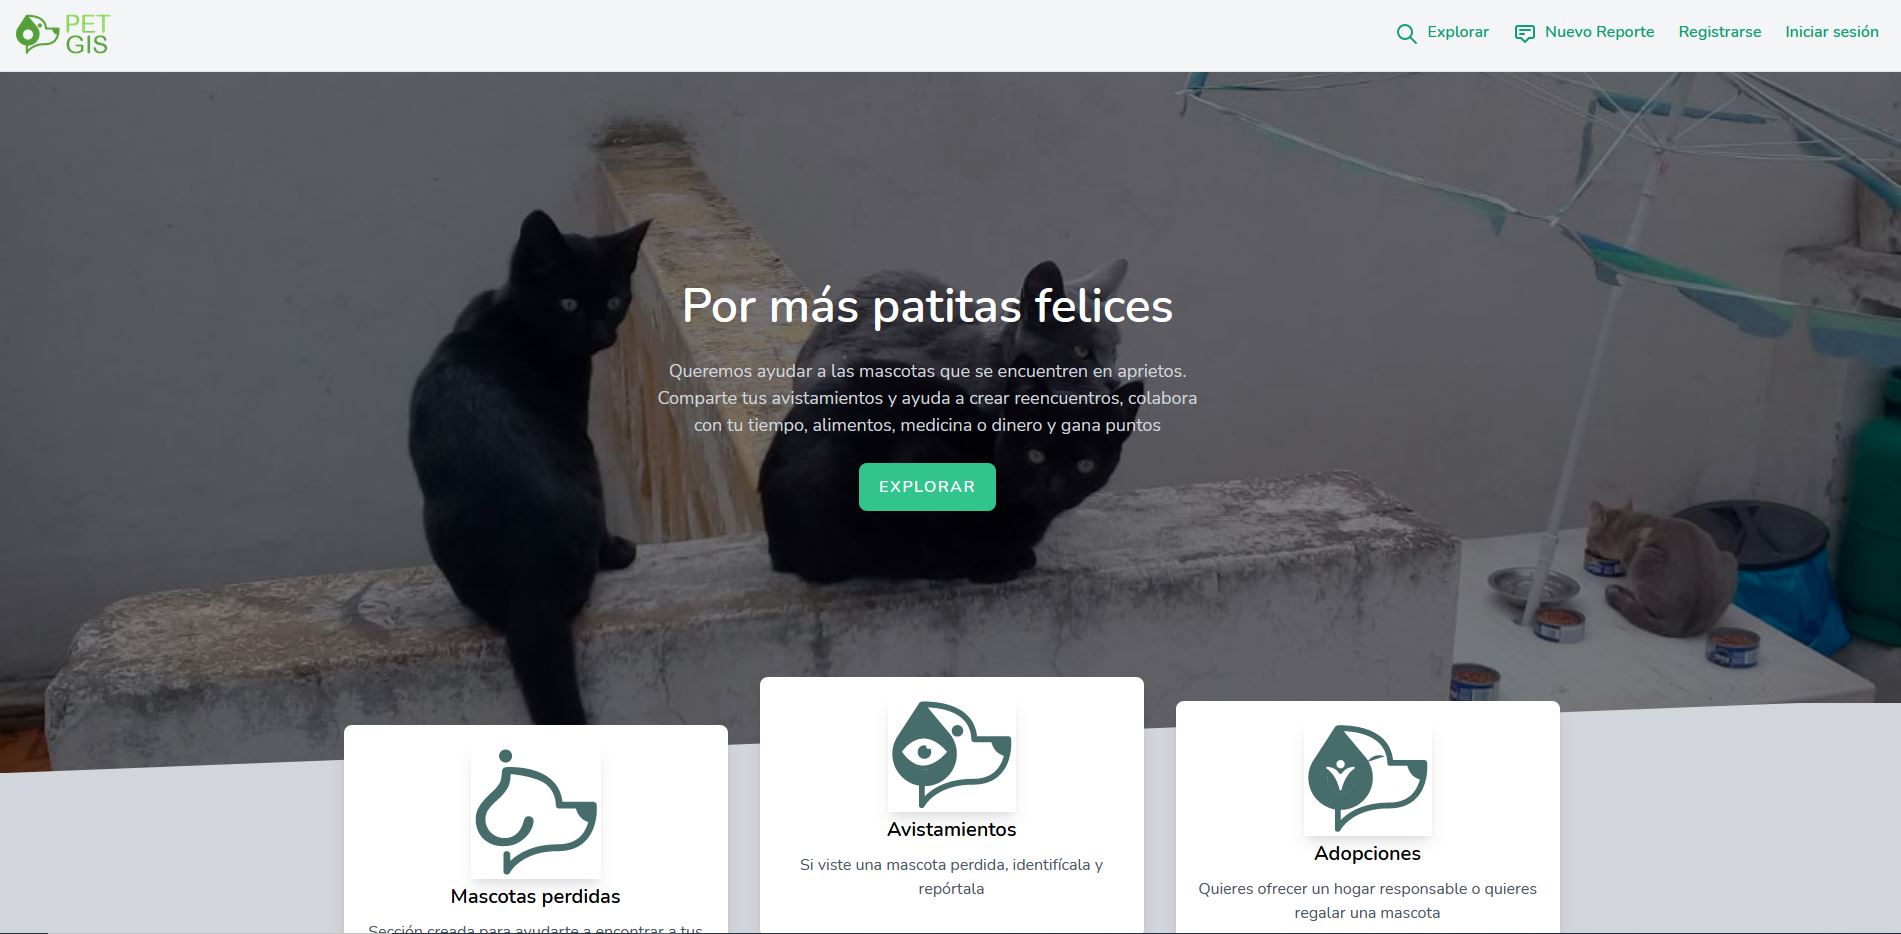 PET
GIS
Explorar
Nuevo Reporte
Registrarse
Iniciar sesión
Por más patitas felices
Queremos ayudar a las mascotas que se encuentren en aprietos.
Comparte tus avistamientos y ayuda a crear reencuentros, colabora
con tu tiempo, alimentos, medicina o dinero y gana puntos
EXPLORAR
Mascotas perdidas
Sección creada para ayudarte a encontrar a tus
Avistamientos
Si viste una mascota perdida, identifícala y
repórtala
Adopciones
Quieres ofrecer un hogar responsable o quieres
regalar una mascota